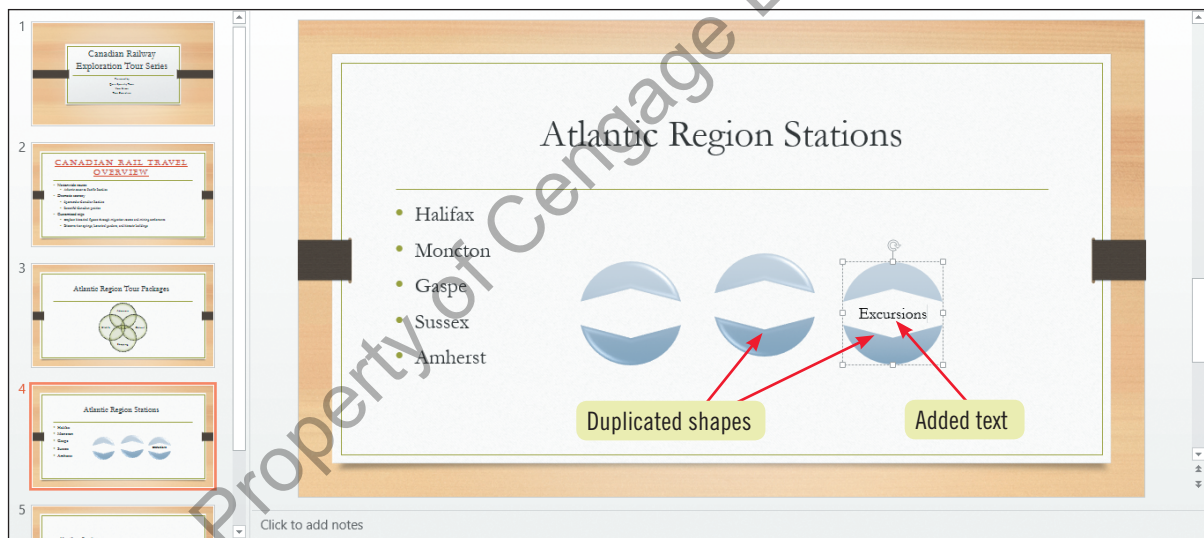 1
Canadian Railway
Exploration Tour Series
2
CANADIAN RAIL TRAVEL
OVERVIEW
3
Atlantic Region Tour Packages
4
Atlantic Region Stations
Halifax
Moncton
Gaspe
Sussex
Amherst
5
Atlantic Region Stations
• Halifax
• Moncton
• Gaspe
• Sussex
• Amherst
Excursions
Duplicated shapes
Added text
Click to add notes
Property of Cengage